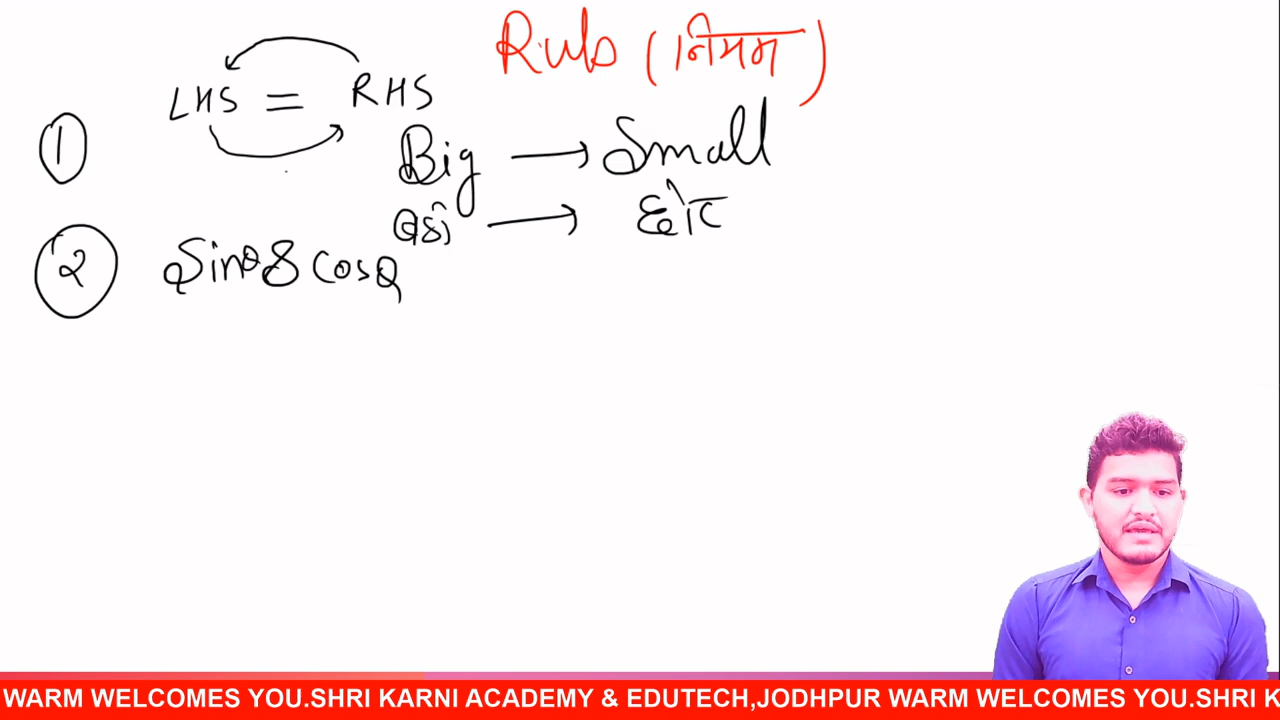 Rules (नियम)
LHS = RHS
① Big → Small
बड़ी → छोटा
② Sinθ & cosθ
WARM WELCOMES YOU.SHRI KARNI ACADEMY & EDUTECH,JODHPUR WARM WELCOMES YOU.SHRI K